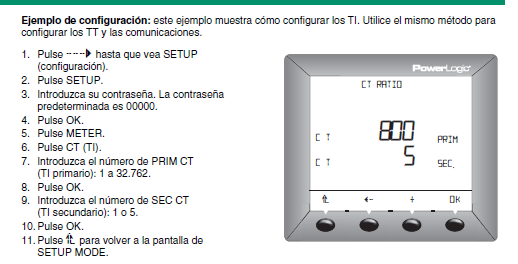 Ejemplo de configuración: este ejemplo muestra cómo configurar los TI. Utilice el mismo método para
configurar los TT y las comunicaciones.
1. Pulse ----▶ hasta que vea SETUP
(configuración).
2. Pulse SETUP.
3. Introduzca su contraseña. La contraseña
predeterminada es 00000.
4. Pulse OK.
5. Pulse METER.
6. Pulse CT (TI).
7. Introduzca el número de PRIM CT
(TI primario): 1 a 32.762.
8. Pulse OK.
9. Introduzca el número de SEC CT
(TI secundario): 1 o 5.
10. Pulse OK.
11. Pulse para volver a la pantalla de
SETUP MODE.
PowerLogic
CT RATIO
CT 800 PRIM
CT 5 SEC.
←- + OK